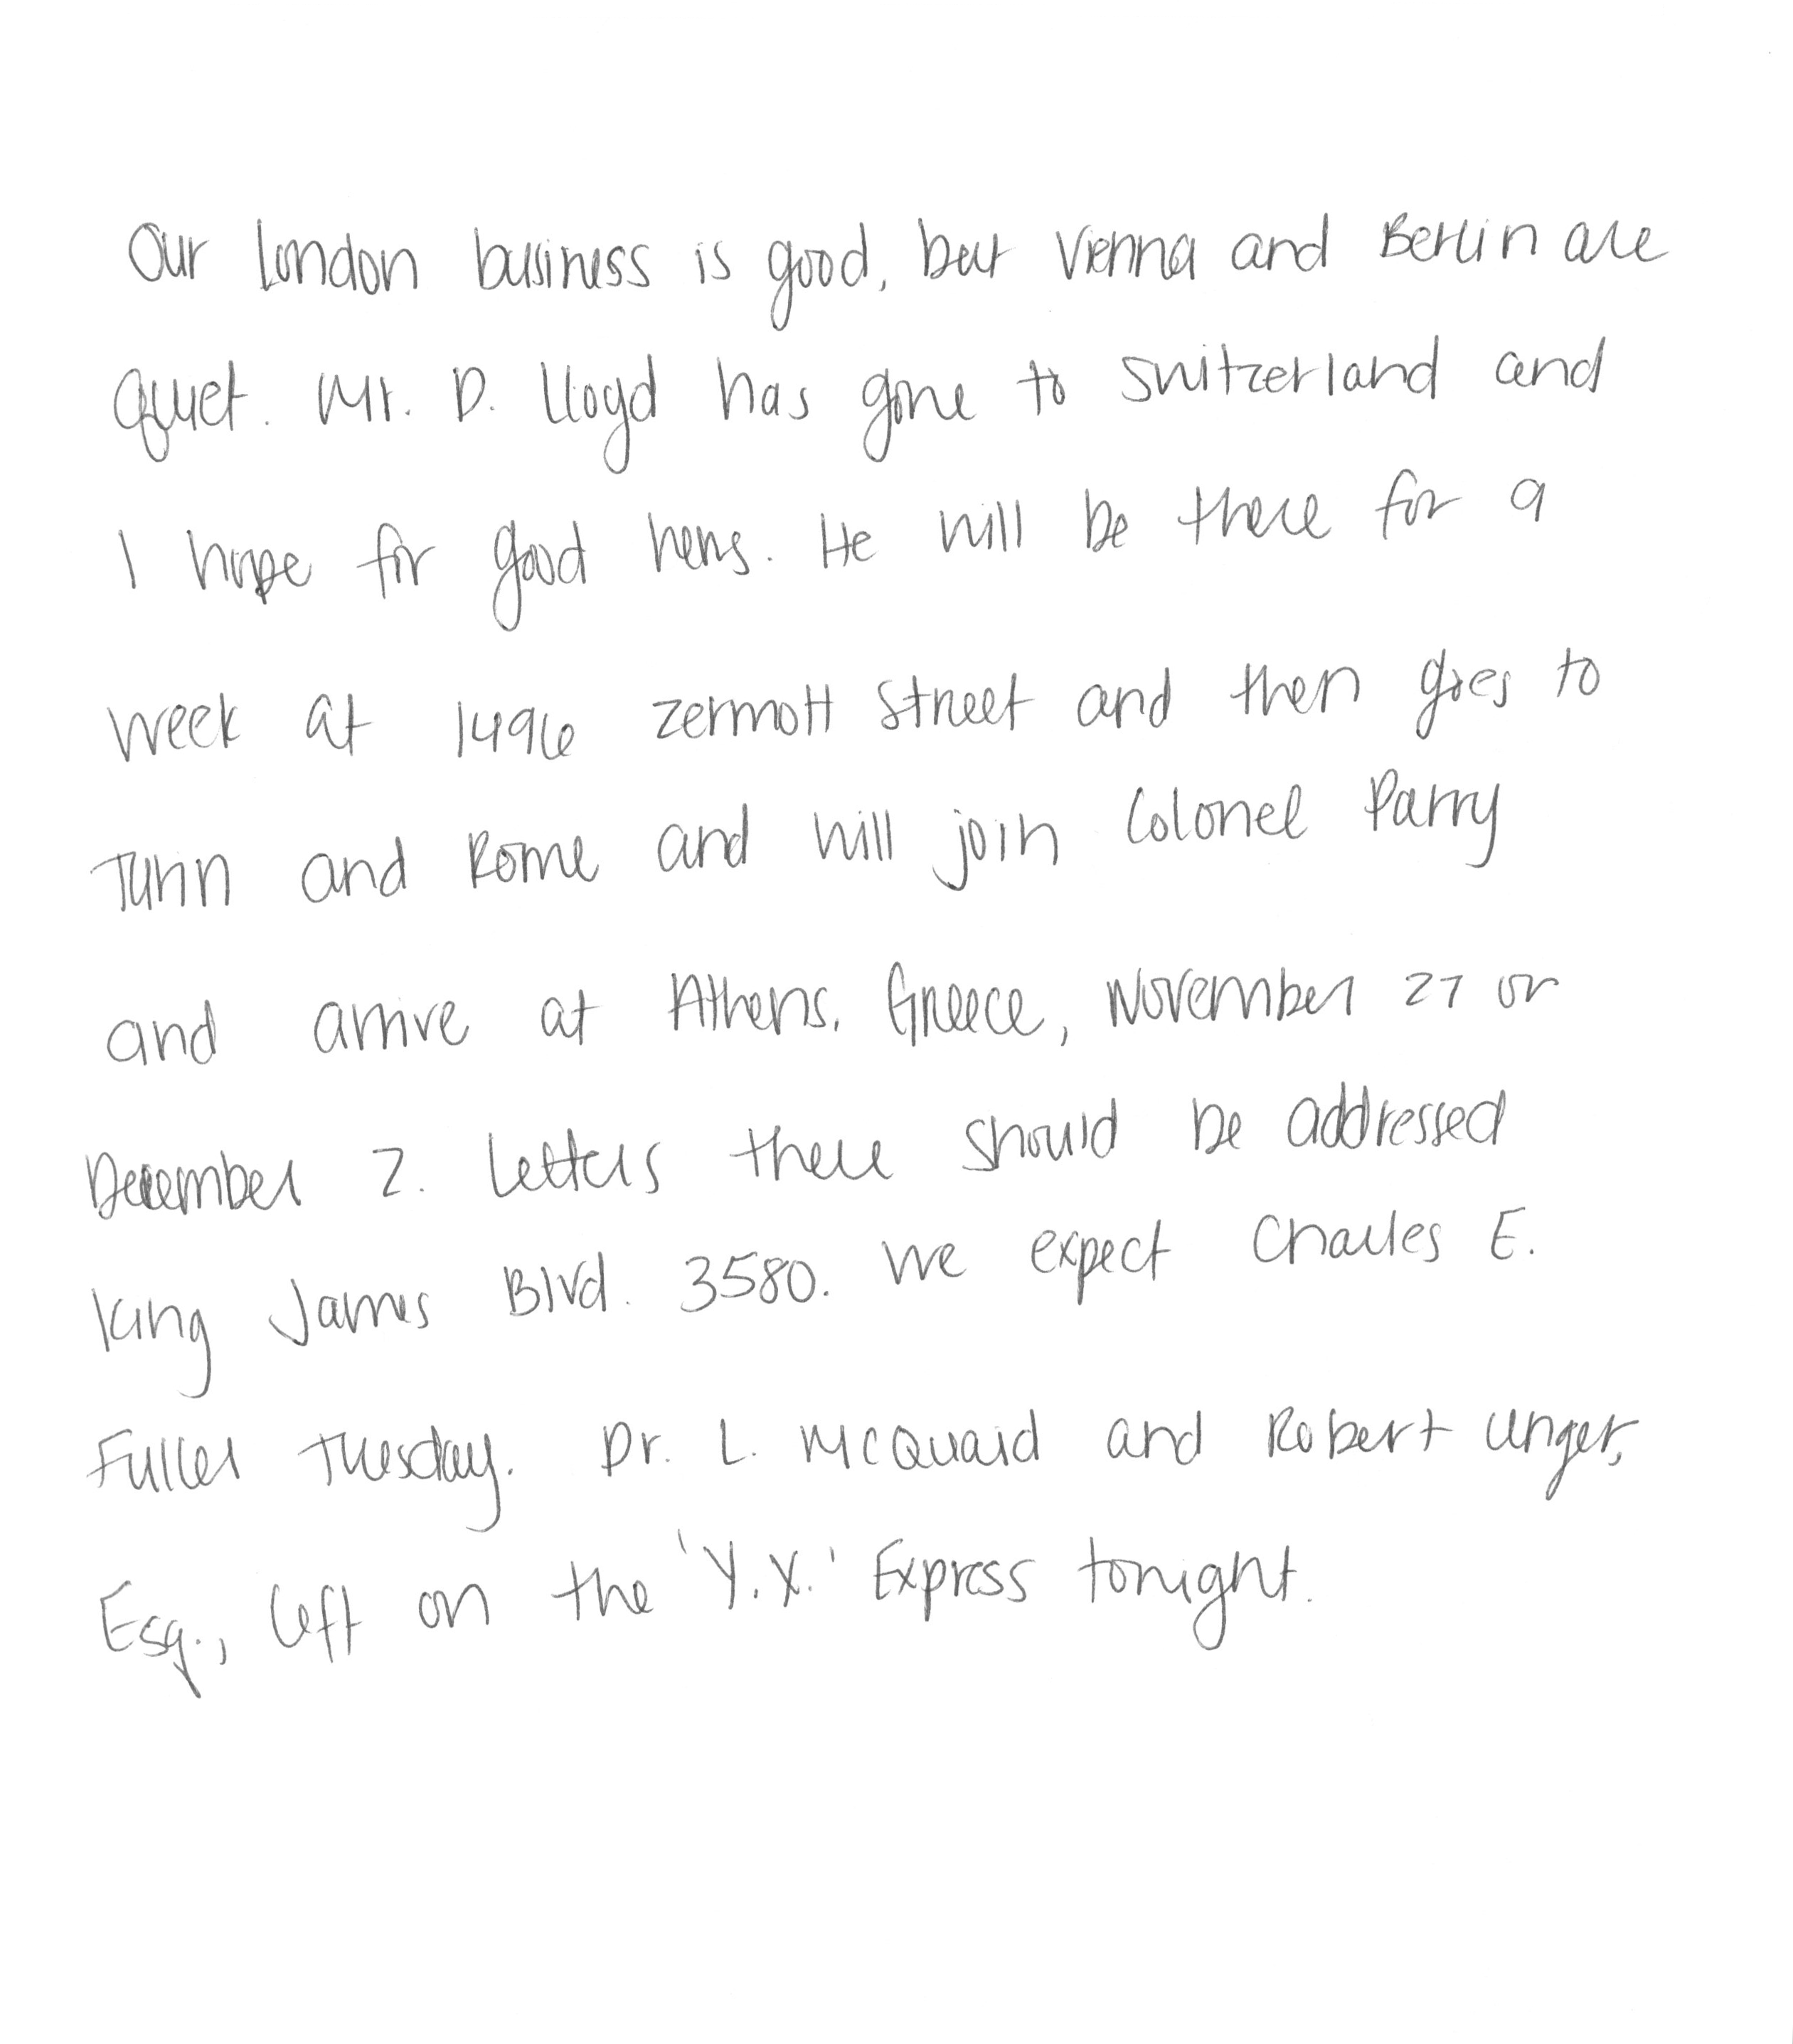 Our London business is good, but Vienna and Berlin are
quiet. Mr. D. Lloyd has gone to Switzerland and
I hope for good news. He will be there for a
week at 1496 Zermott Street and then goes to
Turin and Rome and will join Colonel Parry
and arrive at Athens, Greece, November 27 or
December 2. Letters there should be addressed
King James Blvd. 3580. We expect Charles E.
Fuller Tuesday. Dr. L. McQuaid and Robert Unger,
Esq., left on the 'Y.X.' Express tonight.